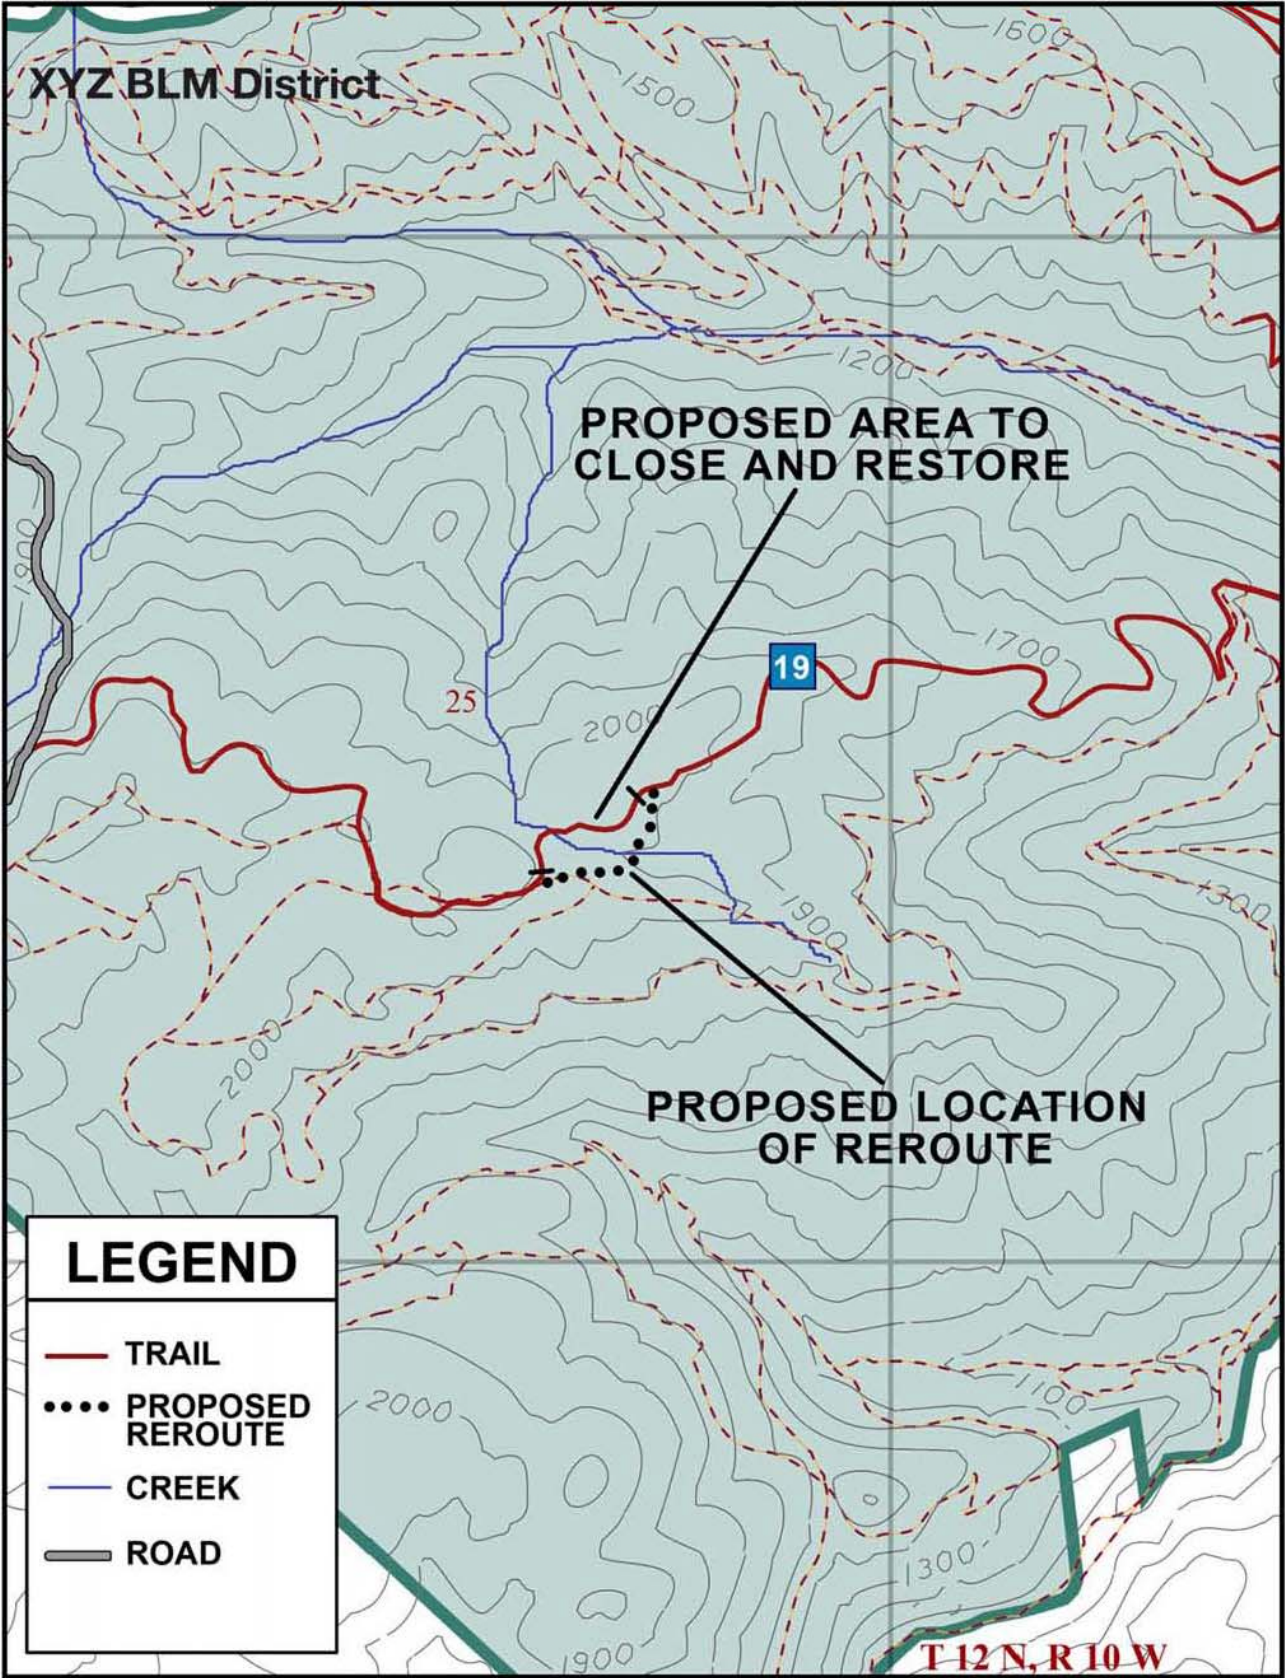 1600
XYZ BLM District
1500
1200
PROPOSED AREA TO
CLOSE AND RESTORE
1900
1700
19
25
2000
1900
1300
2000
PROPOSED LOCATION
OF REROUTE
LEGEND
TRAIL
PROPOSED
REROUTE
CREEK
ROAD
2000
1100
1300
1900
T 12 N, R 10 W